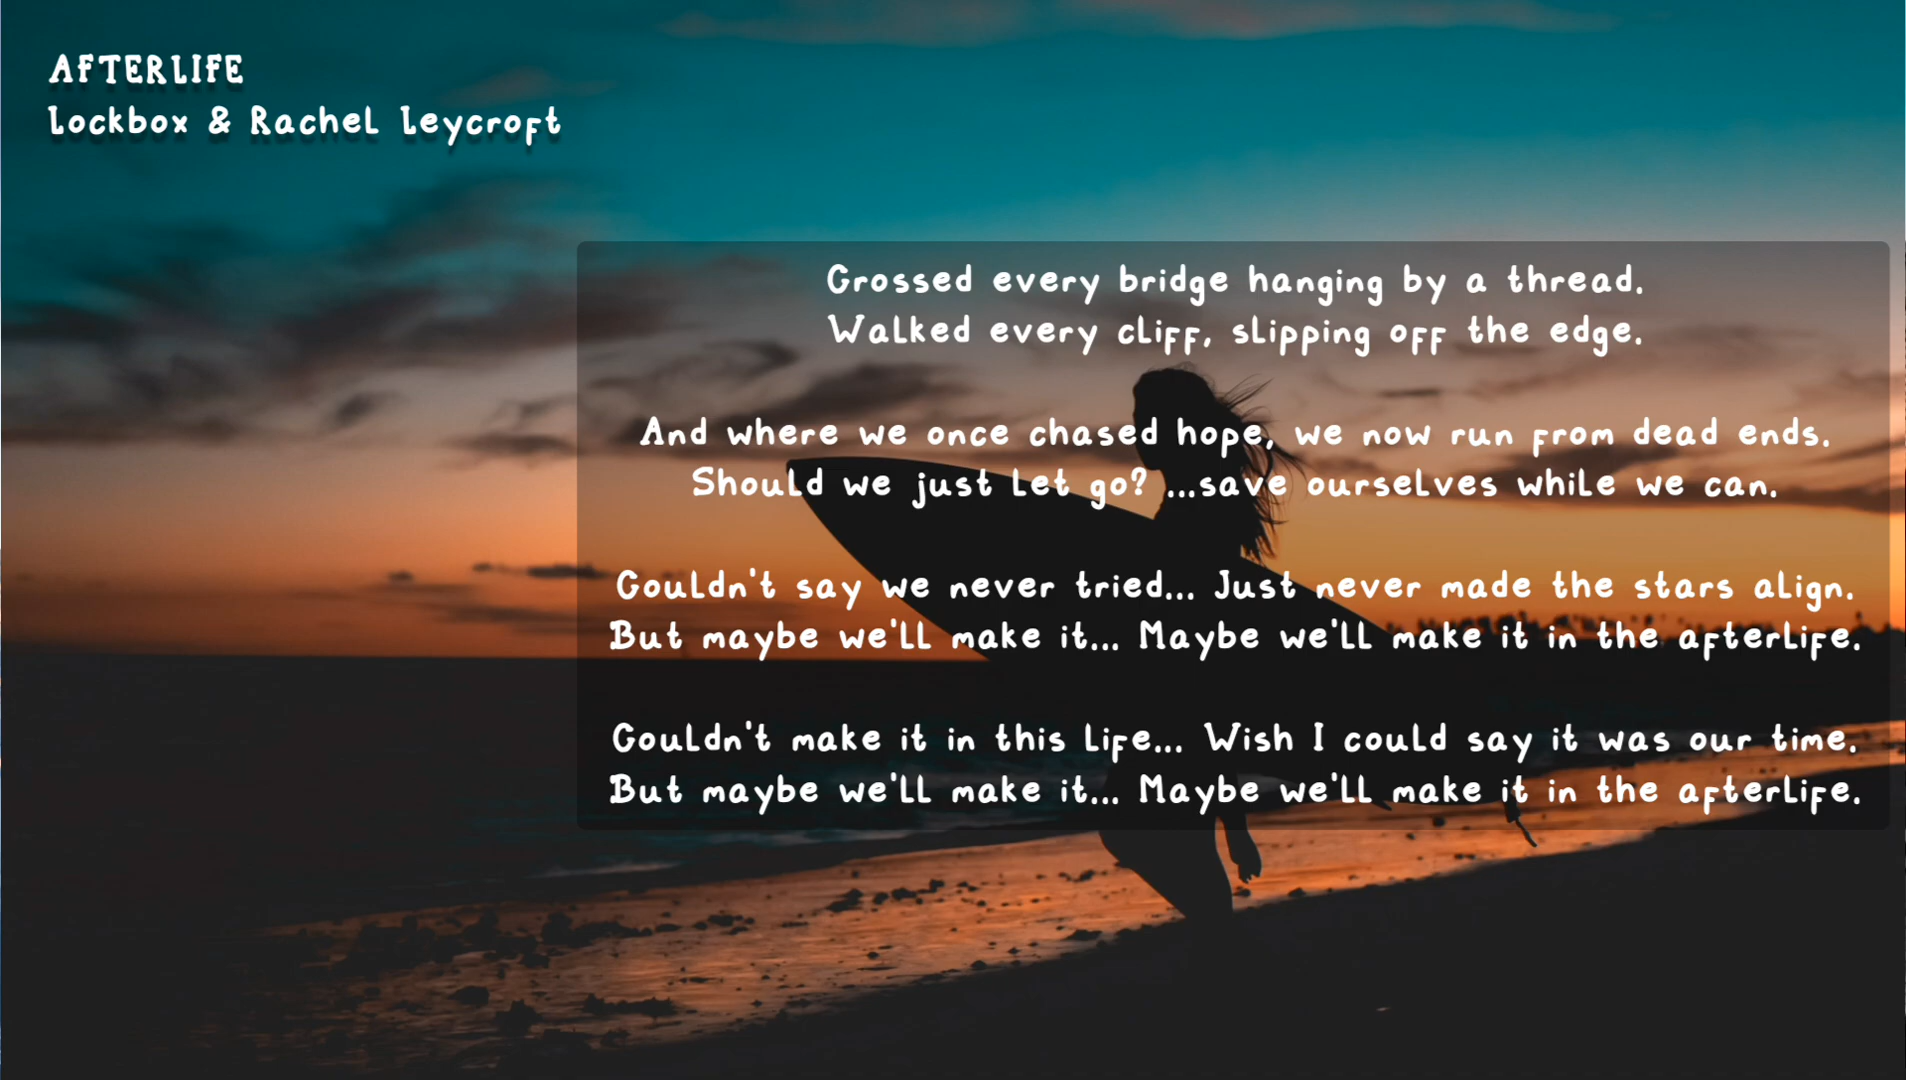 AFTERLIFE
Lockbox & Rachel Leycroft
Crossed every bridge hanging by a thread.
Walked every cliff, slipping off the edge.
And where we once chased hope, we now run from dead ends.
Should we just let go? ...save ourselves while we can.
Couldn't say we never tried... Just never made the stars align.
But maybe we'll make it... Maybe we'll make it in the afterlife.
Couldn't make it in this life... Wish I could say it was our time.
But maybe we'll make it... Maybe we'll make it in the afterlife.